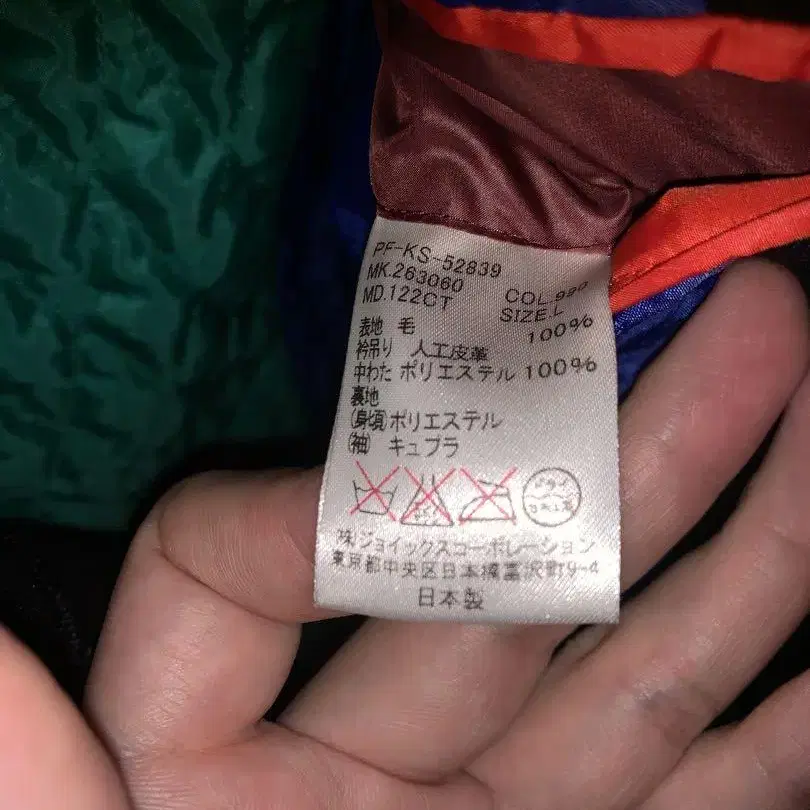 PF-KS-52839
MK.263060 COL.990
MD.122CT SIZE.L
表地 毛 100%
衿吊り 人工皮革
中わた ポリエステル 100%
裏地
(身頃)ポリエステル
(袖) キュプラ
㈱ジョイックスコーポレーション
東京都中央区日本橋富沢町9-4
日本製